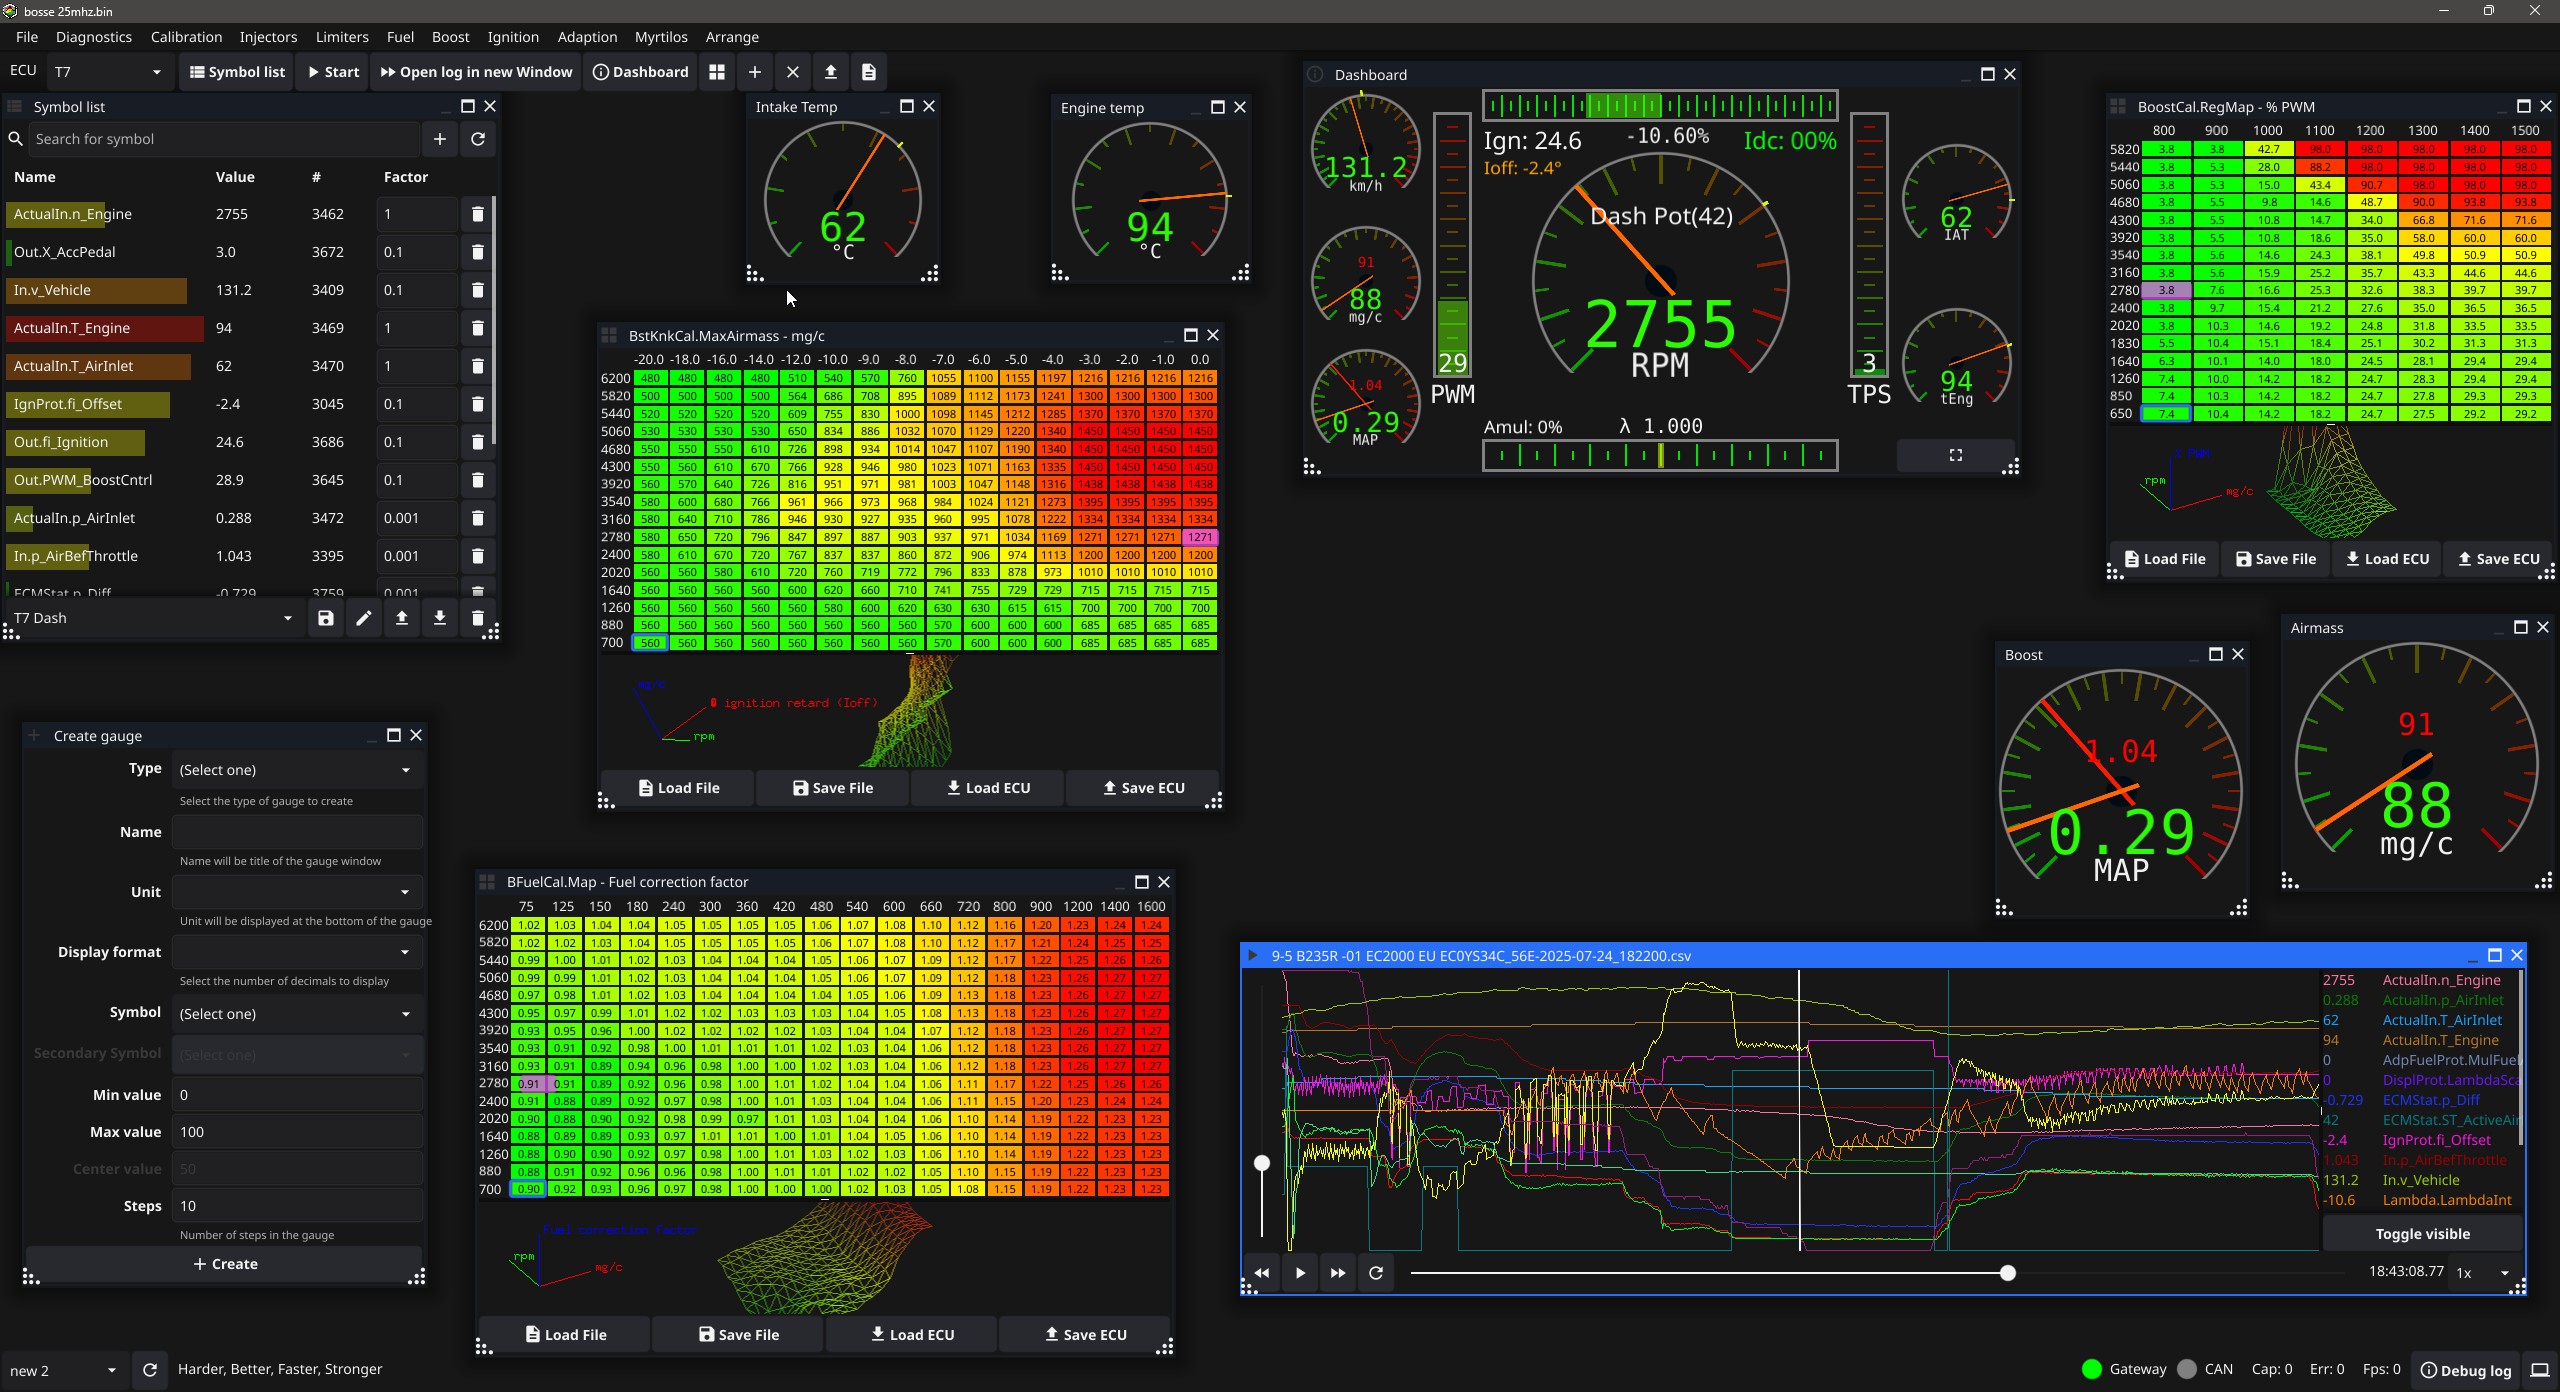 bosse 25mhz.bin
File Diagnostics Calibration Injectors Limiters Fuel Boost Ignition Adaption Myrtilos Arrange
ECU T7 Symbol list Start Open log in new Window Dashboard
Symbol list
Search for symbol
Name Value # Factor
ActualIn.n_Engine 2755 3462 1
Out.X_AccPedal 3.0 3672 0.1
In.v_Vehicle 131.2 3409 0.1
ActualIn.T_Engine 94 3469 1
ActualIn.T_AirInlet 62 3470 1
IgnProt.fi_Offset -2.4 3045 0.1
Out.fi_Ignition 24.6 3686 0.1
Out.PWM_BoostCntrl 28.9 3645 0.1
ActualIn.p_AirInlet 0.288 3472 0.001
In.p_AirBefThrottle 1.043 3395 0.001
ECMStat.p_Diff -0.729 3759 0.001
T7 Dash
Intake Temp
62
°C
Engine temp
94
°C
Dashboard
131.2
km/h
91
88
mg/c
1.04
0.29
MAP
29
PWM
Ign: 24.6 -10.60% Idc: 00%
Ioff: -2.4°
Dash Pot(42)
2755
RPM
Amul: 0% λ 1.000
3
TPS
62
IAT
94
tEng
BoostCal.RegMap - % PWM
800 900 1000 1100 1200 1300 1400 1500
5820 3.8 3.8 42.7 98.0 98.0 98.0 98.0 98.0
5440 3.8 5.3 28.0 88.2 98.0 98.0 98.0 98.0
5060 3.8 5.3 15.0 43.4 90.7 98.0 98.0 98.0
4680 3.8 5.5 9.8 14.6 48.7 90.0 93.8 93.8
4300 3.8 5.5 10.8 14.7 34.0 66.8 71.6 71.6
3920 3.8 5.5 10.8 18.6 35.0 58.0 60.0 60.0
3540 3.8 5.6 14.6 24.3 38.1 49.8 50.9 50.9
3160 3.8 5.6 15.9 25.2 35.7 43.3 44.6 44.6
2780 3.8 7.6 16.6 25.3 32.6 38.3 39.7 39.7
2400 3.8 9.7 15.4 21.2 27.6 35.0 36.5 36.5
2020 3.8 10.3 14.6 19.2 24.8 31.8 33.5 33.5
1830 5.5 10.4 15.1 18.4 25.1 30.2 31.3 31.3
1640 6.3 10.1 14.0 18.0 24.5 28.1 29.4 29.4
1260 7.4 10.0 14.2 18.2 24.7 28.3 29.4 29.4
850 7.4 10.3 14.2 18.2 24.7 27.8 29.3 29.3
650 7.4 10.4 14.2 18.2 24.7 27.5 29.2 29.2
rpm
mg/c
Load File Save File Load ECU Save ECU
BstKnkCal.MaxAirmass - mg/c
-20.0 -18.0 -16.0 -14.0 -12.0 -10.0 -9.0 -8.0 -7.0 -6.0 -5.0 -4.0 -3.0 -2.0 -1.0 0.0
6200 480 480 480 480 510 540 570 760 1055 1100 1155 1197 1216 1216 1216 1216
5820 500 500 500 500 564 686 708 895 1089 1112 1173 1241 1300 1300 1300 1300
5440 520 520 520 520 609 755 830 1000 1098 1145 1212 1285 1370 1370 1370 1370
5060 530 530 530 530 650 834 886 1032 1070 1129 1220 1340 1450 1450 1450 1450
4680 550 550 550 610 726 898 934 1014 1047 1107 1190 1340 1450 1450 1450 1450
4300 550 560 610 670 766 928 946 980 1023 1071 1163 1335 1450 1450 1450 1450
3920 560 570 640 726 816 951 971 981 1003 1047 1148 1316 1438 1438 1438 1438
3540 580 600 680 766 961 966 973 968 984 1024 1121 1273 1395 1395 1395 1395
3160 580 640 710 786 946 930 927 935 960 995 1078 1222 1334 1334 1334 1334
2780 580 650 720 796 847 897 887 903 937 971 1034 1169 1271 1271 1271 1271
2400 580 610 670 720 767 837 837 860 872 906 974 1113 1200 1200 1200 1200
2020 560 560 580 610 720 760 719 772 796 833 878 973 1010 1010 1010 1010
1640 560 560 560 560 600 620 660 710 741 755 729 729 715 715 715 715
1260 560 560 560 560 560 580 600 620 630 630 615 615 700 700 700 700
880 560 560 560 560 560 560 560 560 570 600 600 600 685 685 685 685
700 560 560 560 560 560 560 560 560 570 600 600 600 685 685 685 685
mg/c
ignition retard (Ioff)
rpm
Load File Save File Load ECU Save ECU
Boost
1.04
0.29
MAP
Airmass
91
88
mg/c
Create gauge
Type (Select one)
Select the type of gauge to create
Name
Name will be title of the gauge window
Unit
Unit will be displayed at the bottom of the gauge
Display format
Select the number of decimals to display
Symbol (Select one)
Secondary Symbol (Select one)
Min value 0
Max value 100
Center value 50
Steps 10
Number of steps in the gauge
Create
BFuelCal.Map - Fuel correction factor
75 125 150 180 240 300 360 420 480 540 600 660 720 800 900 1200 1400 1600
6200 1.02 1.03 1.04 1.04 1.05 1.05 1.05 1.05 1.06 1.07 1.08 1.10 1.12 1.16 1.20 1.23 1.24 1.24
5820 1.02 1.02 1.03 1.04 1.05 1.05 1.05 1.05 1.06 1.07 1.08 1.10 1.12 1.17 1.21 1.24 1.25 1.25
5440 0.99 1.00 1.01 1.02 1.03 1.04 1.04 1.04 1.05 1.06 1.07 1.09 1.12 1.17 1.22 1.25 1.26 1.26
5060 0.99 0.99 1.01 1.02 1.03 1.04 1.04 1.04 1.05 1.06 1.07 1.09 1.12 1.18 1.23 1.26 1.27 1.27
4680 0.97 0.98 1.01 1.02 1.03 1.04 1.04 1.04 1.04 1.05 1.06 1.09 1.13 1.18 1.23 1.26 1.27 1.27
4300 0.95 0.97 0.99 1.01 1.02 1.02 1.03 1.03 1.04 1.04 1.05 1.08 1.13 1.18 1.23 1.26 1.27 1.27
3920 0.93 0.95 0.96 1.00 1.02 1.02 1.02 1.02 1.03 1.04 1.04 1.07 1.12 1.18 1.23 1.26 1.27 1.27
3540 0.93 0.91 0.92 0.98 1.00 1.01 1.01 1.01 1.02 1.03 1.04 1.06 1.12 1.18 1.23 1.26 1.27 1.27
3160 0.93 0.91 0.89 0.94 0.96 0.98 1.00 1.00 1.02 1.03 1.04 1.06 1.12 1.18 1.23 1.26 1.27 1.27
2780 0.91 0.91 0.89 0.92 0.96 0.98 1.00 1.01 1.02 1.04 1.04 1.06 1.11 1.17 1.22 1.25 1.26 1.26
2400 0.91 0.88 0.89 0.92 0.96 0.98 1.00 1.01 1.03 1.04 1.04 1.06 1.11 1.15 1.20 1.23 1.24 1.24
2020 0.90 0.88 0.90 0.92 0.98 0.99 0.97 1.01 1.03 1.04 1.04 1.06 1.10 1.14 1.19 1.22 1.23 1.23
1640 0.88 0.89 0.89 0.93 0.97 1.01 1.01 1.00 1.01 1.04 1.05 1.06 1.10 1.14 1.19 1.22 1.23 1.23
1260 0.88 0.90 0.90 0.92 0.97 0.98 1.00 1.01 1.03 1.02 1.03 1.06 1.10 1.14 1.19 1.22 1.23 1.23
880 0.88 0.91 0.92 0.96 0.96 0.98 1.00 1.01 1.01 1.02 1.02 1.05 1.10 1.15 1.19 1.22 1.23 1.23
700 0.90 0.92 0.93 0.96 0.97 0.98 1.00 1.00 1.00 1.02 1.03 1.05 1.08 1.15 1.19 1.22 1.23 1.23
Fuel correction factor
rpm
mg/c
Load File Save File Load ECU Save ECU
9-5 B235R -01 EC2000 EU EC0YS34C_56E-2025-07-24_182200.csv
2755 ActualIn.n_Engine
0.288 ActualIn.p_AirInlet
62 ActualIn.T_AirInlet
94 ActualIn.T_Engine
0 AdpFuelProt.MulFuel
0 DisplProt.LambdaSca
-0.729 ECMStat.p_Diff
42 ECMStat.ST_ActiveAir
-2.4 IgnProt.fi_Offset
1.043 In.p_AirBefThrottle
131.2 In.v_Vehicle
-10.6 Lambda.LambdaInt
Toggle visible
18:43:08.77 1x
new 2 Harder, Better, Faster, Stronger
Gateway CAN Cap: 0 Err: 0 Fps: 0 Debug log